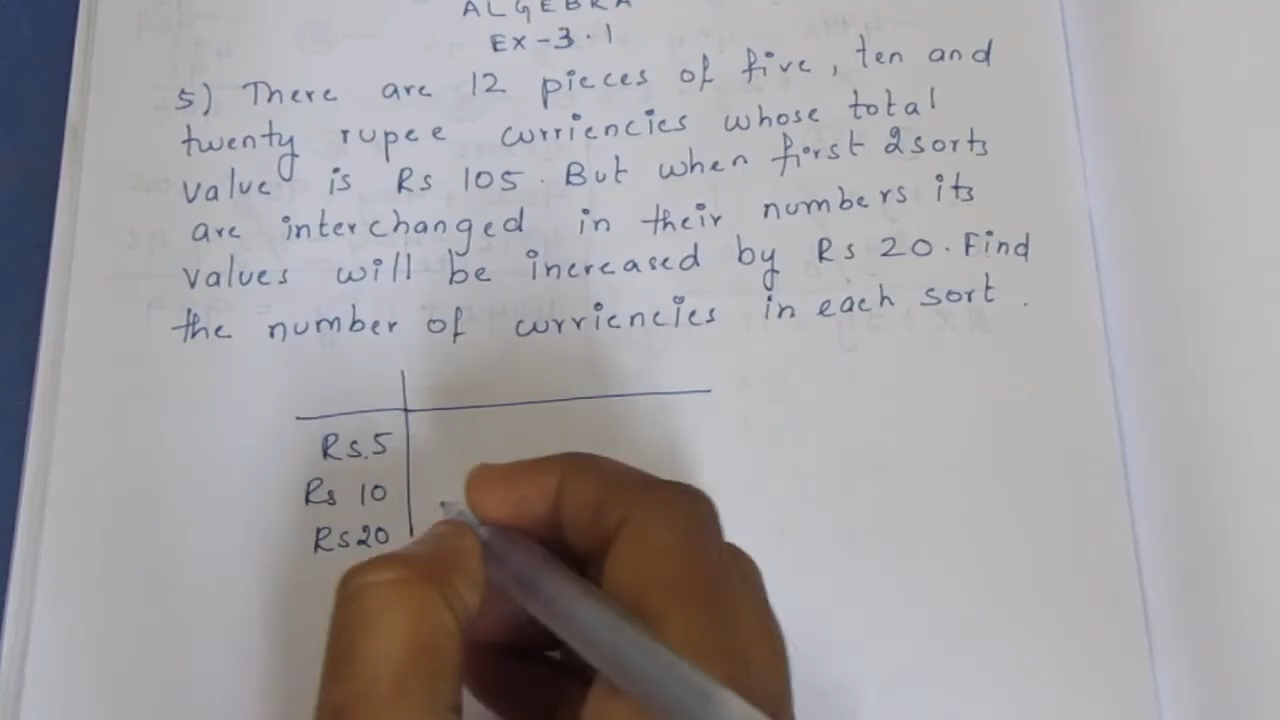 ALGEBRA
EX-3.1
5) There are 12 pieces of five, ten and
twenty rupee curriencies whose total
value is Rs 105. But when first 2 sorts
are interchanged in their numbers its
values will be increased by Rs 20. Find
the number of curriencies in each sort.
Rs.5
Rs 10
Rs 20